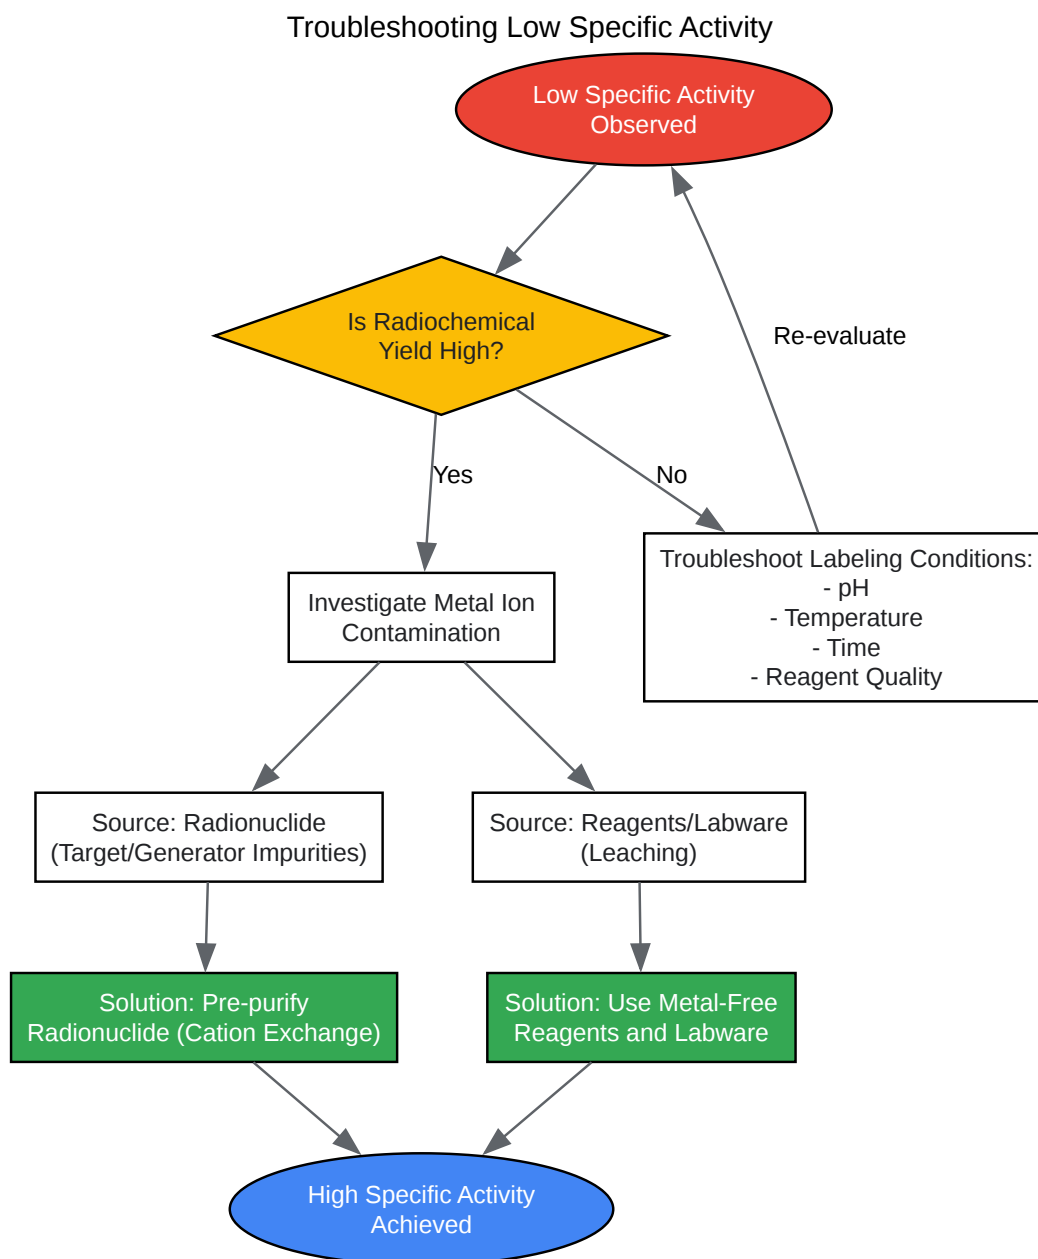 Troubleshooting Low Specific Activity
Low Specific Activity
Observed
Is Radiochemical
Yield High?
Re-evaluate
Yes
No
Troubleshoot Labeling Conditions:
- pH
- Temperature
- Time
- Reagent Quality
Investigate Metal Ion
Contamination
Source: Radionuclide
(Target/Generator Impurities)
Source: Reagents/Labware
(Leaching)
Solution: Pre-purify
Radionuclide (Cation Exchange)
Solution: Use Metal-Free
Reagents and Labware
High Specific Activity
Achieved